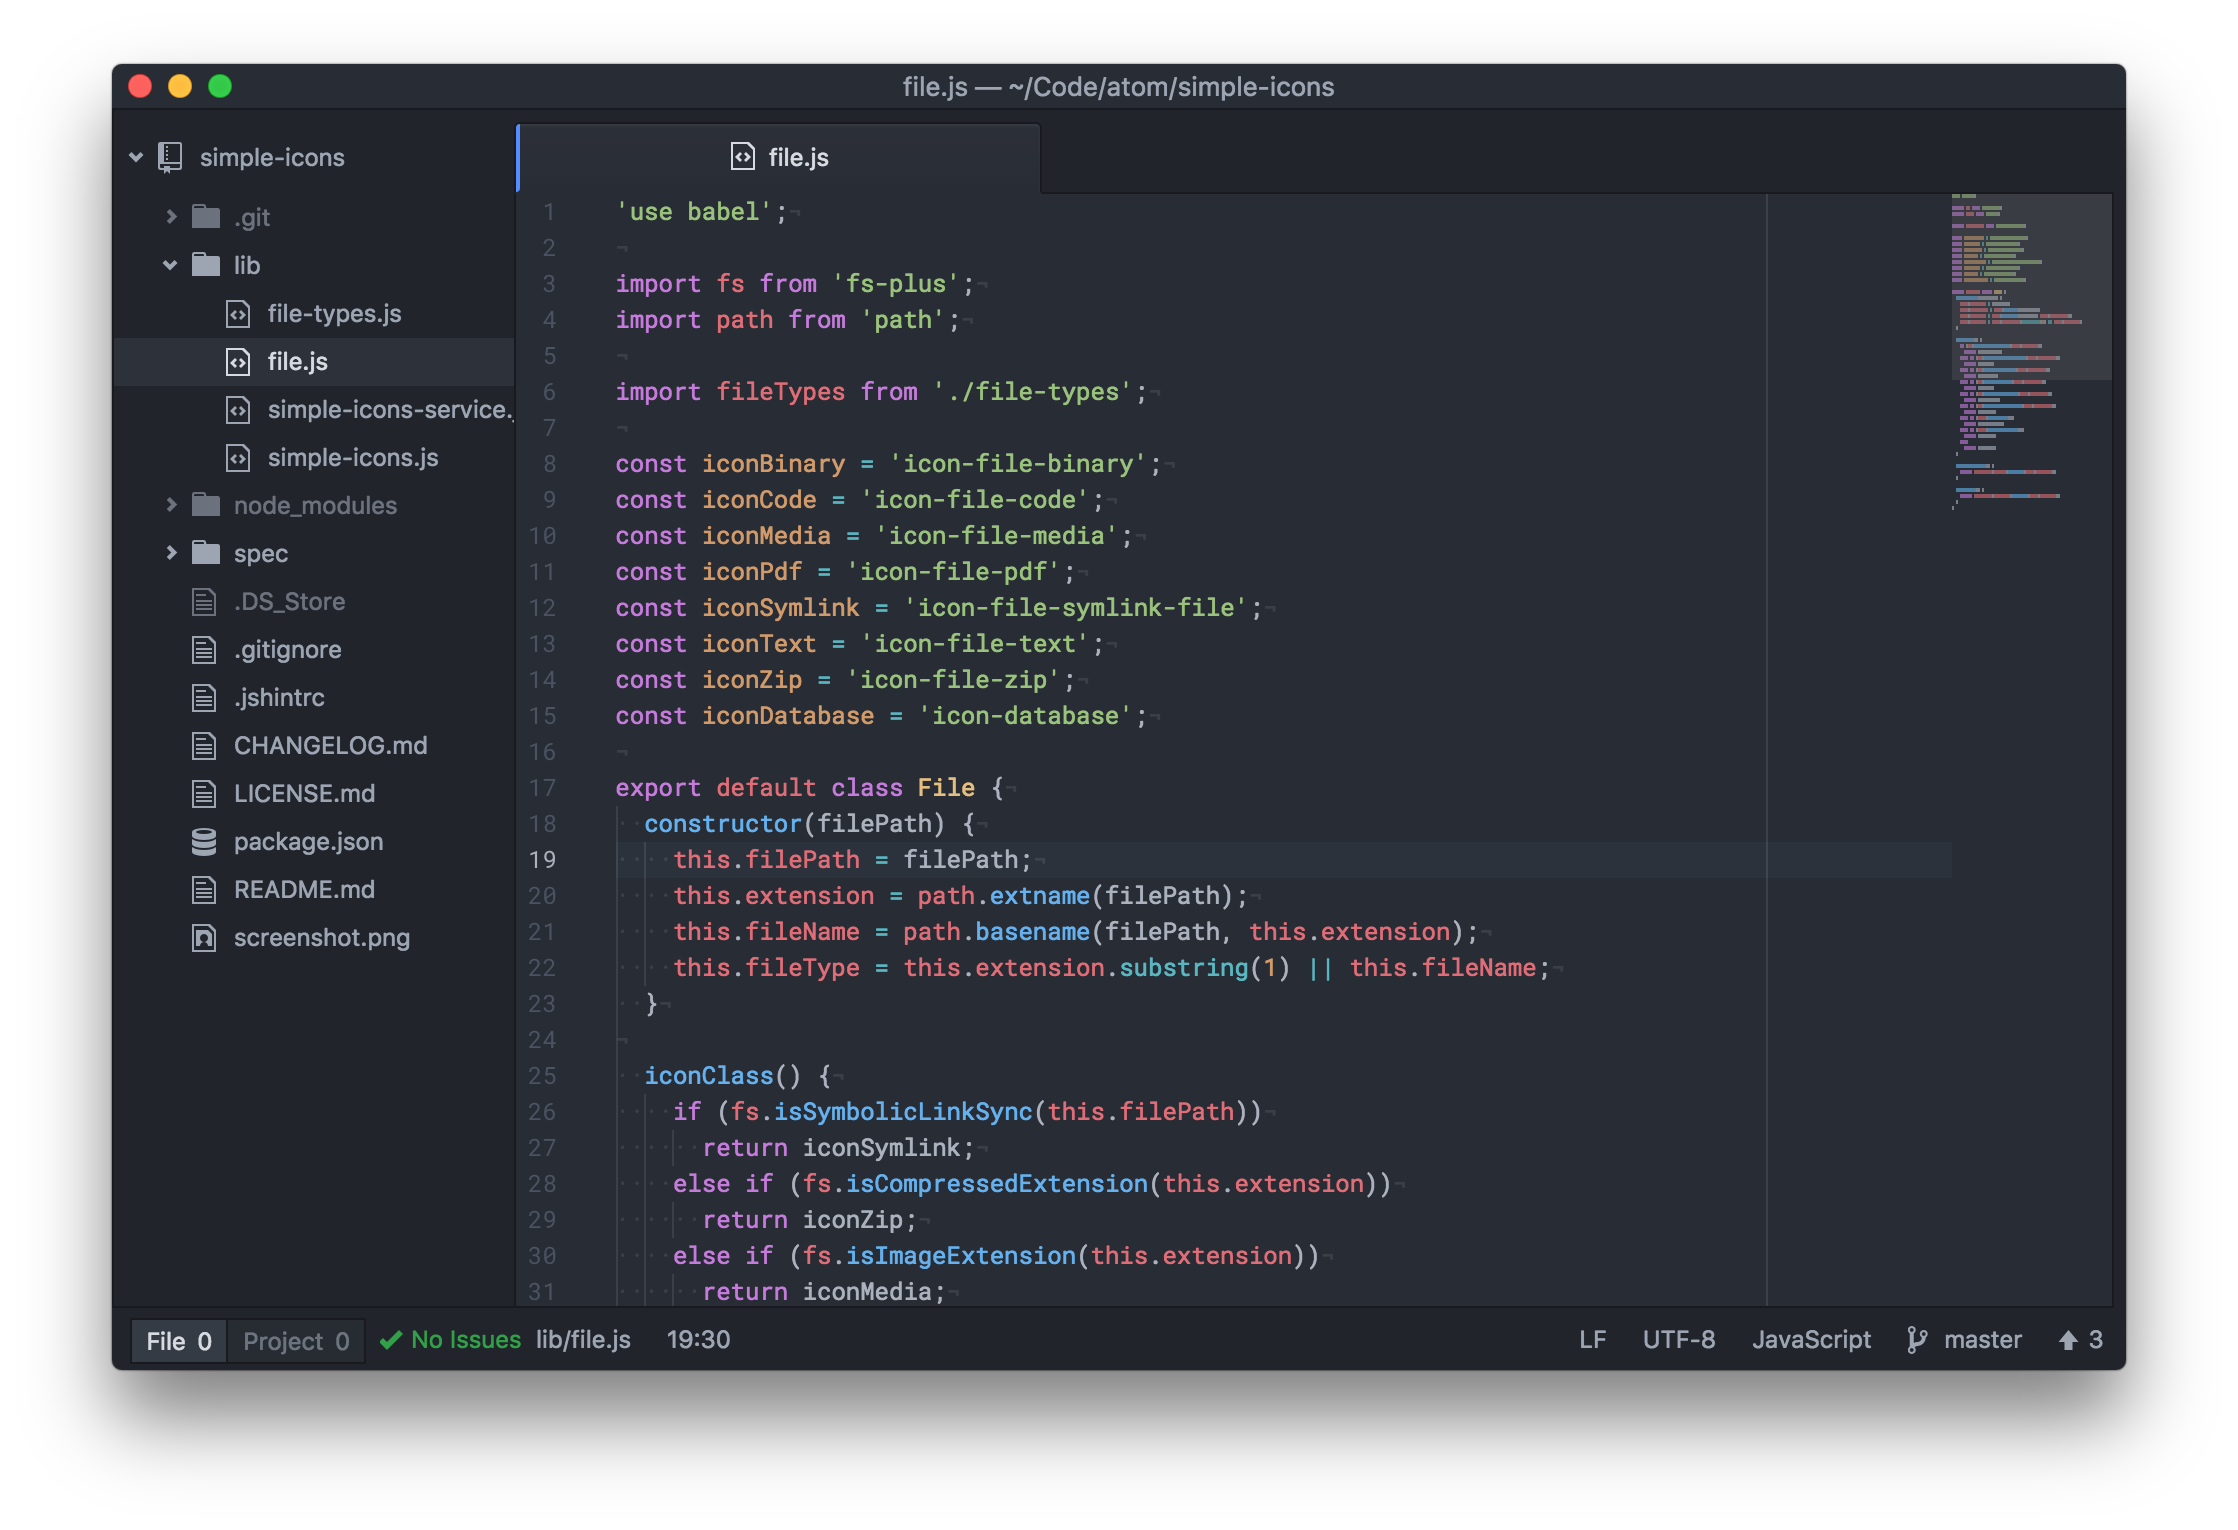 file.js — ~/Code/atom/simple-icons
simple-icons
.git
lib
file-types.js
file.js
simple-icons-service.
simple-icons.js
node_modules
spec
.DS_Store
.gitignore
.jshintrc
CHANGELOG.md
LICENSE.md
package.json
README.md
screenshot.png
file.js
1 'use babel';¬
2 ¬
3 import fs from 'fs-plus';¬
4 import path from 'path';¬
5 ¬
6 import fileTypes from './file-types';¬
7 ¬
8 const iconBinary = 'icon-file-binary';¬
9 const iconCode = 'icon-file-code';¬
10 const iconMedia = 'icon-file-media';¬
11 const iconPdf = 'icon-file-pdf';¬
12 const iconSymlink = 'icon-file-symlink-file';¬
13 const iconText = 'icon-file-text';¬
14 const iconZip = 'icon-file-zip';¬
15 const iconDatabase = 'icon-database';¬
16 ¬
17 export default class File {¬
18 ··constructor(filePath) {¬
19 ····this.filePath = filePath;¬
20 ····this.extension = path.extname(filePath);¬
21 ····this.fileName = path.basename(filePath, this.extension);¬
22 ····this.fileType = this.extension.substring(1) || this.fileName;¬
23 ··}¬
24 ¬
25 ··iconClass() {¬
26 ····if (fs.isSymbolicLinkSync(this.filePath))¬
27 ······return iconSymlink;¬
28 ····else if (fs.isCompressedExtension(this.extension))¬
29 ······return iconZip;¬
30 ····else if (fs.isImageExtension(this.extension))¬
31 ······return iconMedia;¬
File 0 Project 0 No Issues lib/file.js 19:30 LF UTF-8 JavaScript master 3